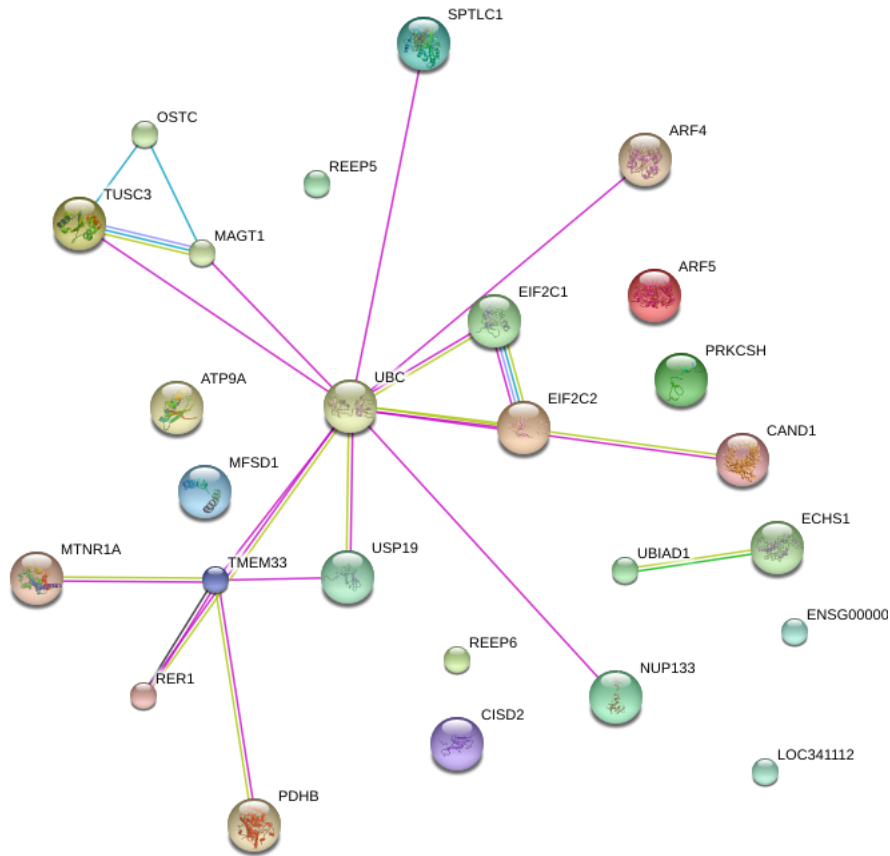 SPTLC1
OSTC
ARF4
REEP5
TUSC3
MAGT1
ARF5
EIF2C1
PRKCSH
UBC
ATP9A
EIF2C2
CAND1
MFSD1
ECHS1
MTNR1A
TMEM33
USP19
UBIAD1
ENSG00000
REEP6
NUP133
RER1
CISD2
LOC341112
PDHB